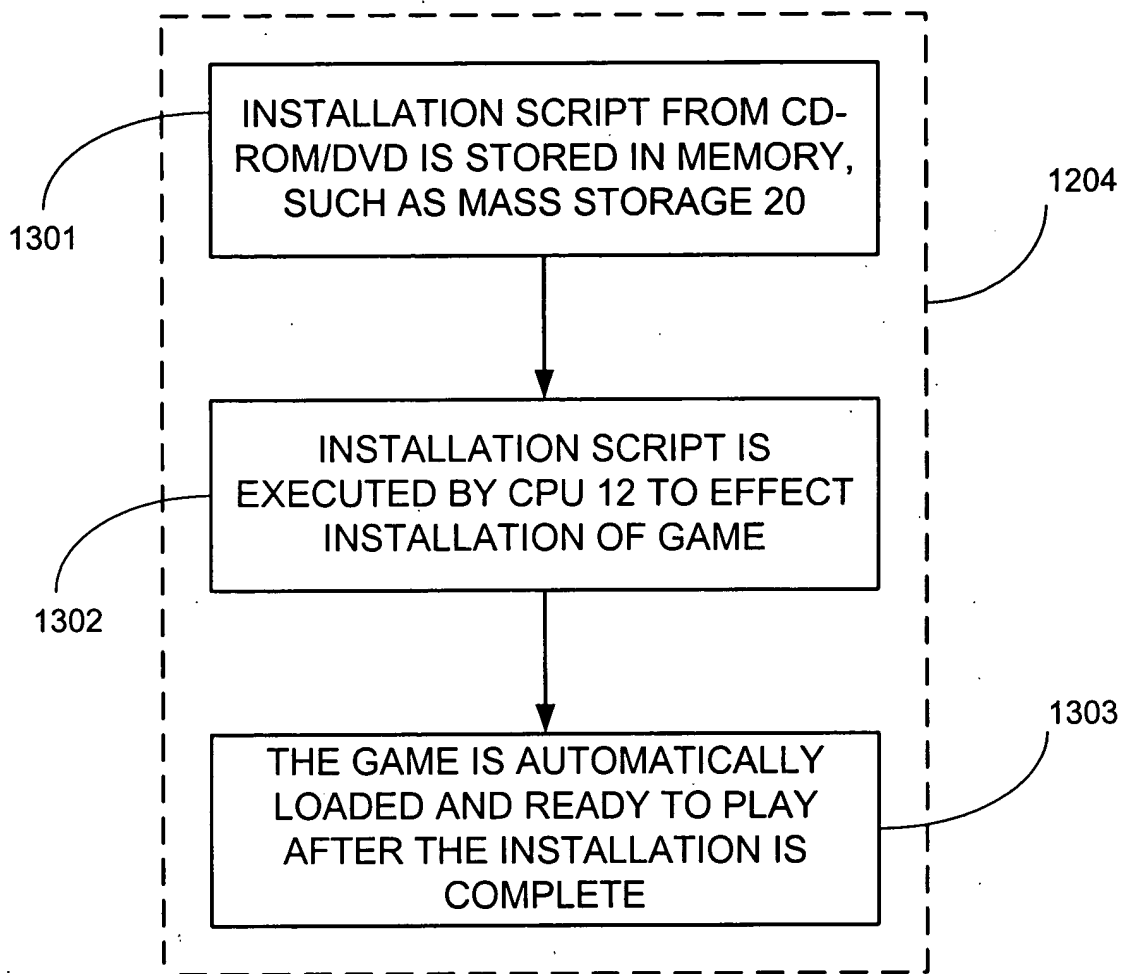 INSTALLATION SCRIPT FROM CD-
ROM/DVD IS STORED IN MEMORY,
SUCH AS MASS STORAGE 20
1204
1301
INSTALLATION SCRIPT IS
EXECUTED BY CPU 12 TO EFFECT
INSTALLATION OF GAME
1302
1303
THE GAME IS AUTOMATICALLY
LOADED AND READY TO PLAY
AFTER THE INSTALLATION IS
COMPLETE